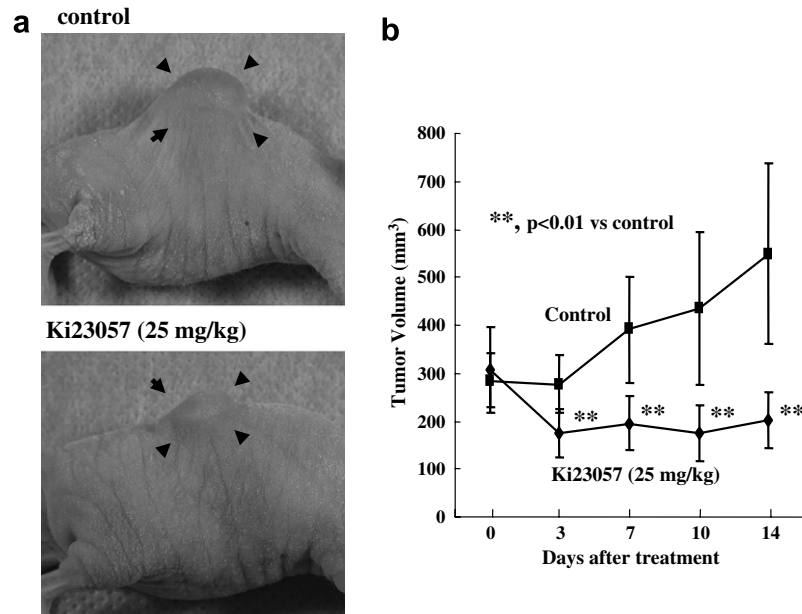 a
control
Ki23057 (25 mg/kg)
b
800
700
600
500
400
300
200
100
0
Tumor Volume (mm³)
**, p<0.01 vs control
Control
**
**
**
**
Ki23057 (25 mg/kg)
0 3 7 10 14
Days after treatment